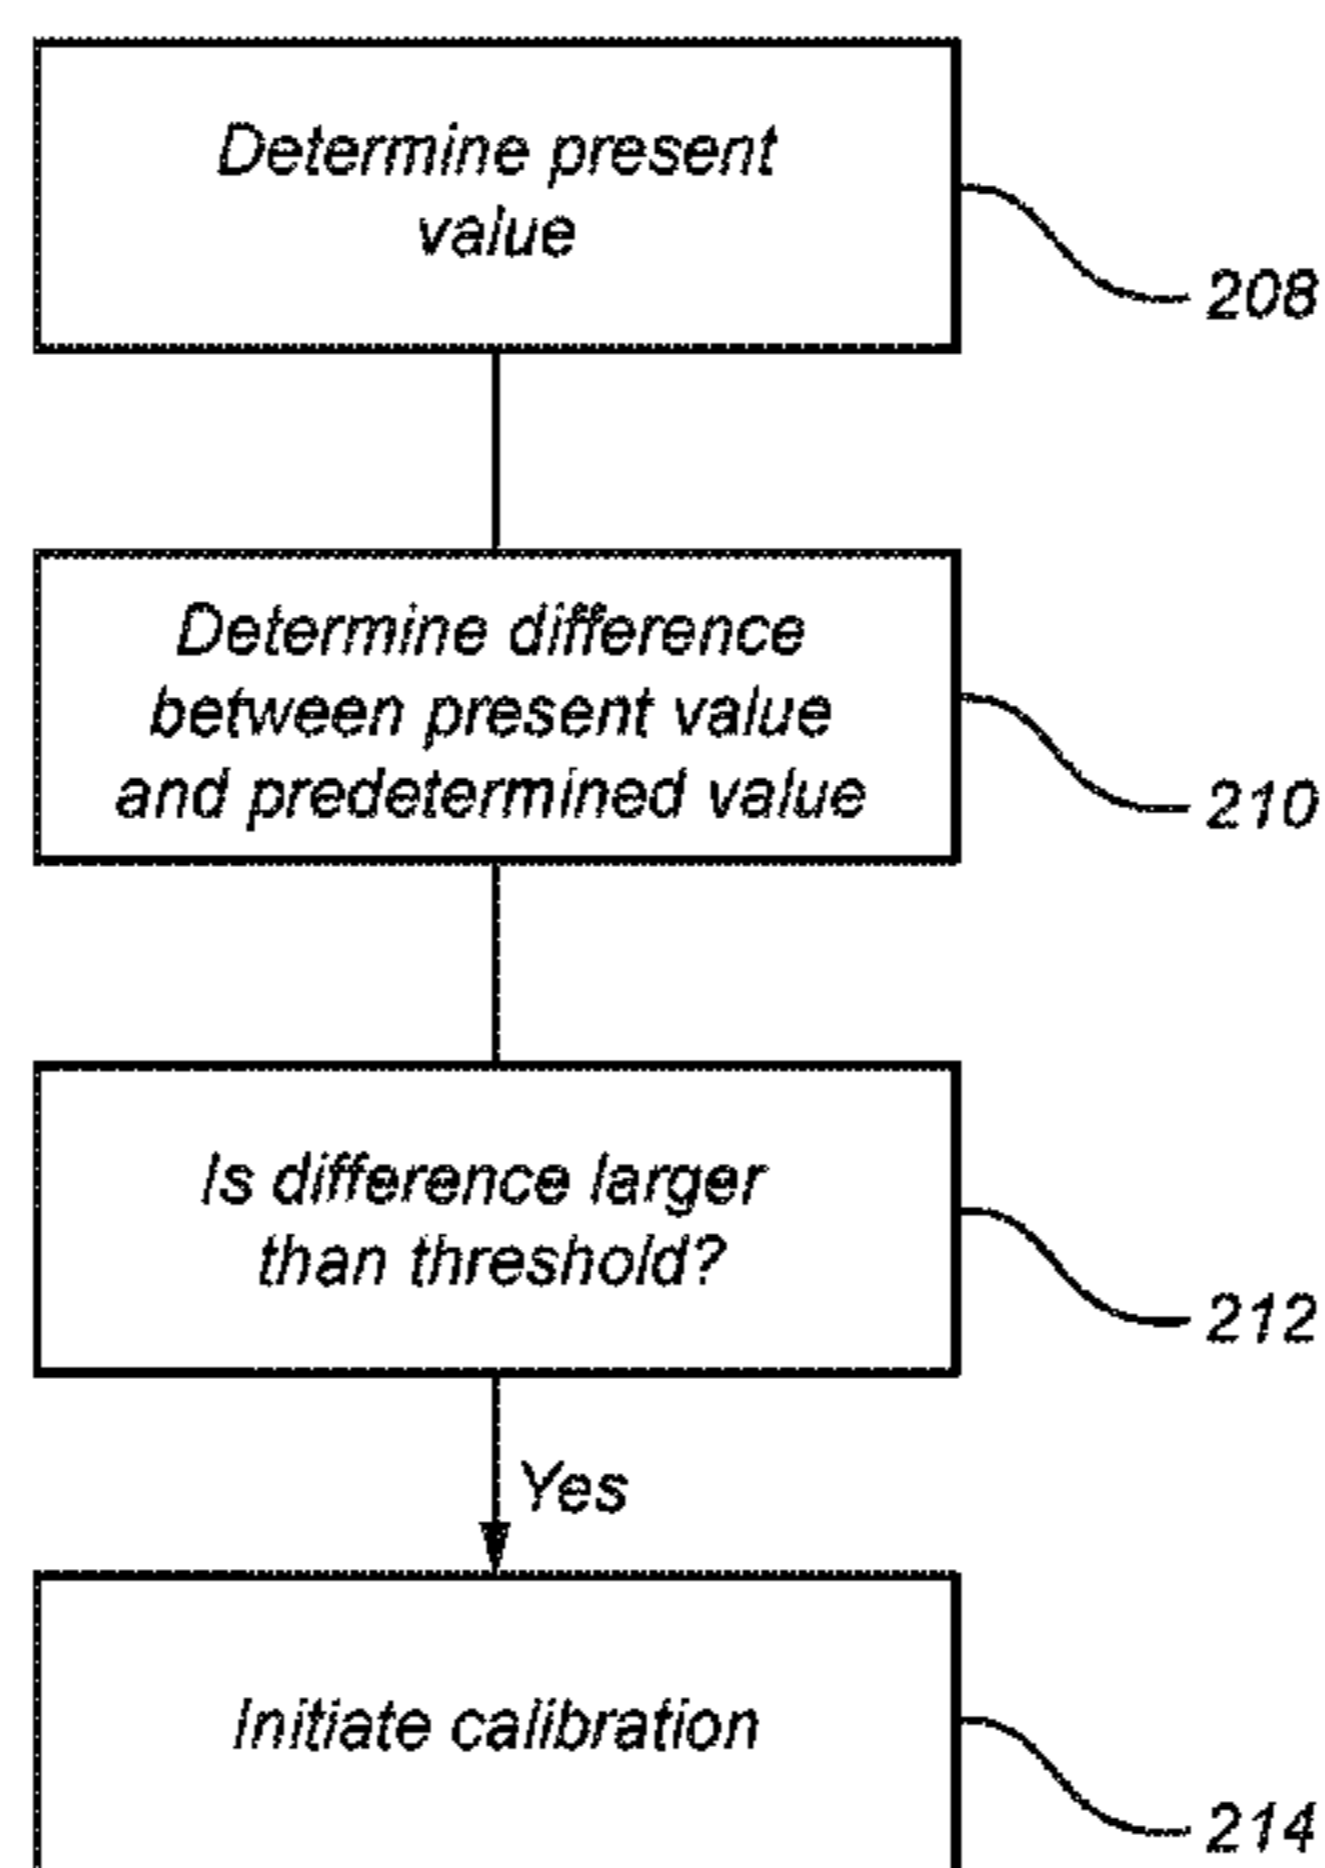 Determine present
value
208
Determine difference
between present value
and predetermined value
210
Is difference larger
than threshold?
212
Yes
Initiate calibration
214